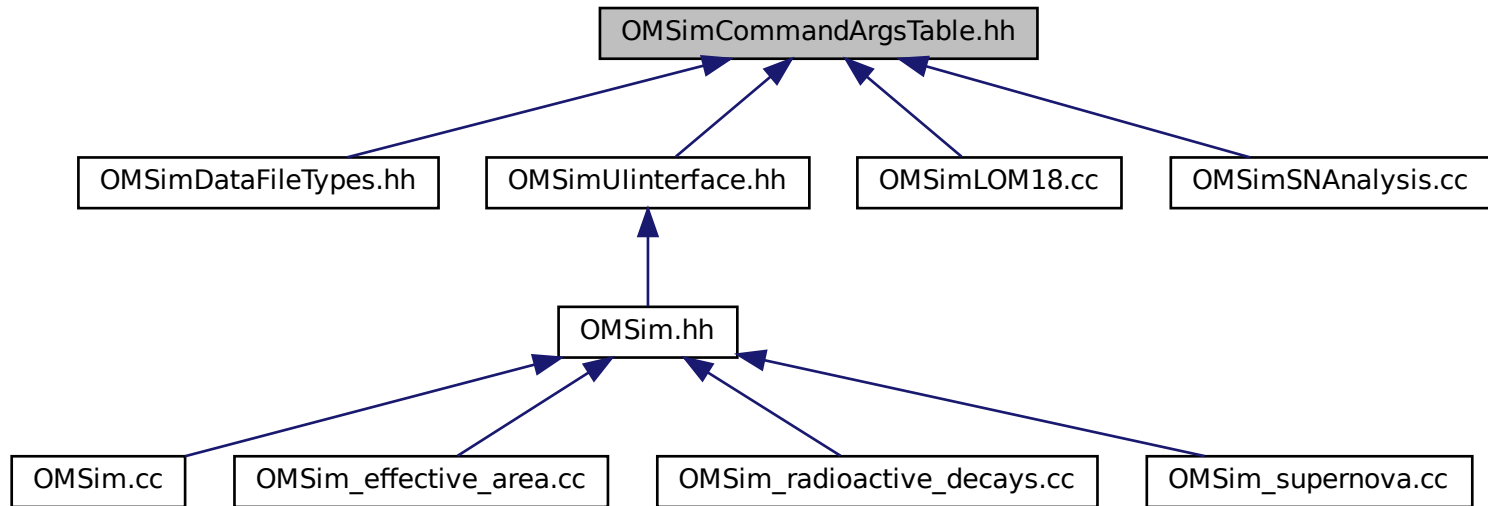 OMSimCommandArgsTable.hh
OMSimDataFileTypes.hh
OMSimUIinterface.hh
OMSimLOM18.cc
OMSimSNAnalysis.cc
OMSim.hh
OMSim.cc
OMSim_effective_area.cc
OMSim_radioactive_decays.cc
OMSim_supernova.cc